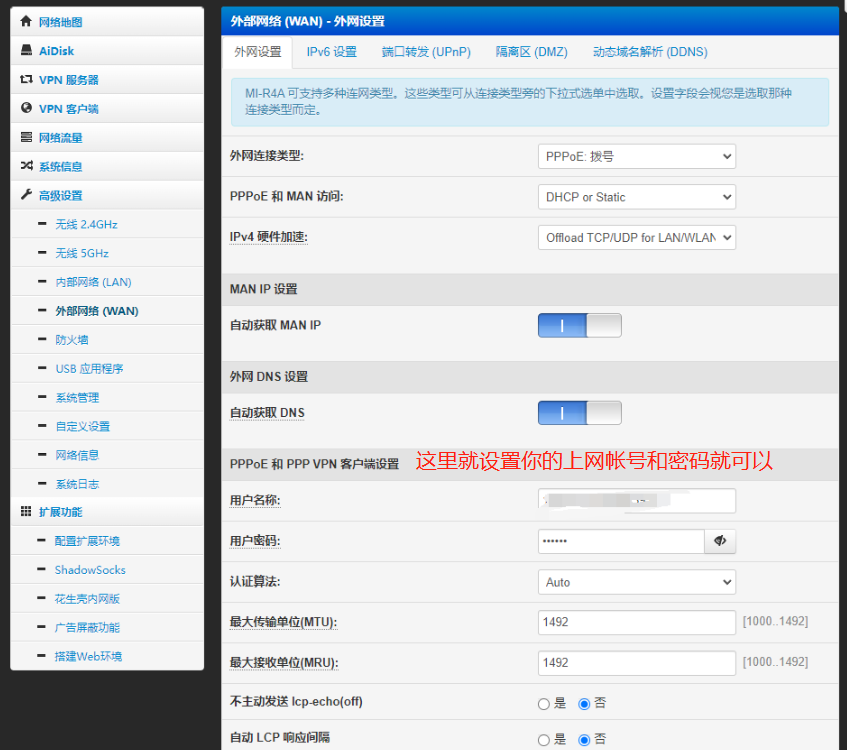 网络地图
AiDisk
VPN 服务器
VPN 客户端
网络流量
系统信息
高级设置
无线 2.4GHz
无线 5GHz
内部网络 (LAN)
外部网络 (WAN)
防火墙
USB 应用程序
系统管理
自定义设置
网络信息
系统日志
扩展功能
配置扩展环境
ShadowSocks
花生壳内网版
广告屏蔽功能
搭建Web环境
外部网络 (WAN) - 外网设置
外网设置 IPv6 设置 端口转发 (UPnP) 隔离区 (DMZ) 动态域名解析 (DDNS)
MI-R4A 可支持多种连网类型。这些类型可从连接类型旁的下拉式选单中选取。设置字段会视您是选取那种
连接类型而定。
外网连接类型: PPPoE: 拨号
PPPoE 和 MAN 访问: DHCP or Static
IPv4 硬件加速: Offload TCP/UDP for LAN/WLAN
MAN IP 设置
自动获取 MAN IP
外网 DNS 设置
自动获取 DNS
PPPoE 和 PPP VPN 客户端设置 这里就设置你的上网帐号和密码就可以
用户名称:
用户密码: ••••••
认证算法: Auto
最大传输单位(MTU): 1492 [1000..1492]
最大接收单位(MRU): 1492 [1000..1492]
不主动发送 lcp-echo(off) 是 否
自动 LCP 响应间隔 是 否